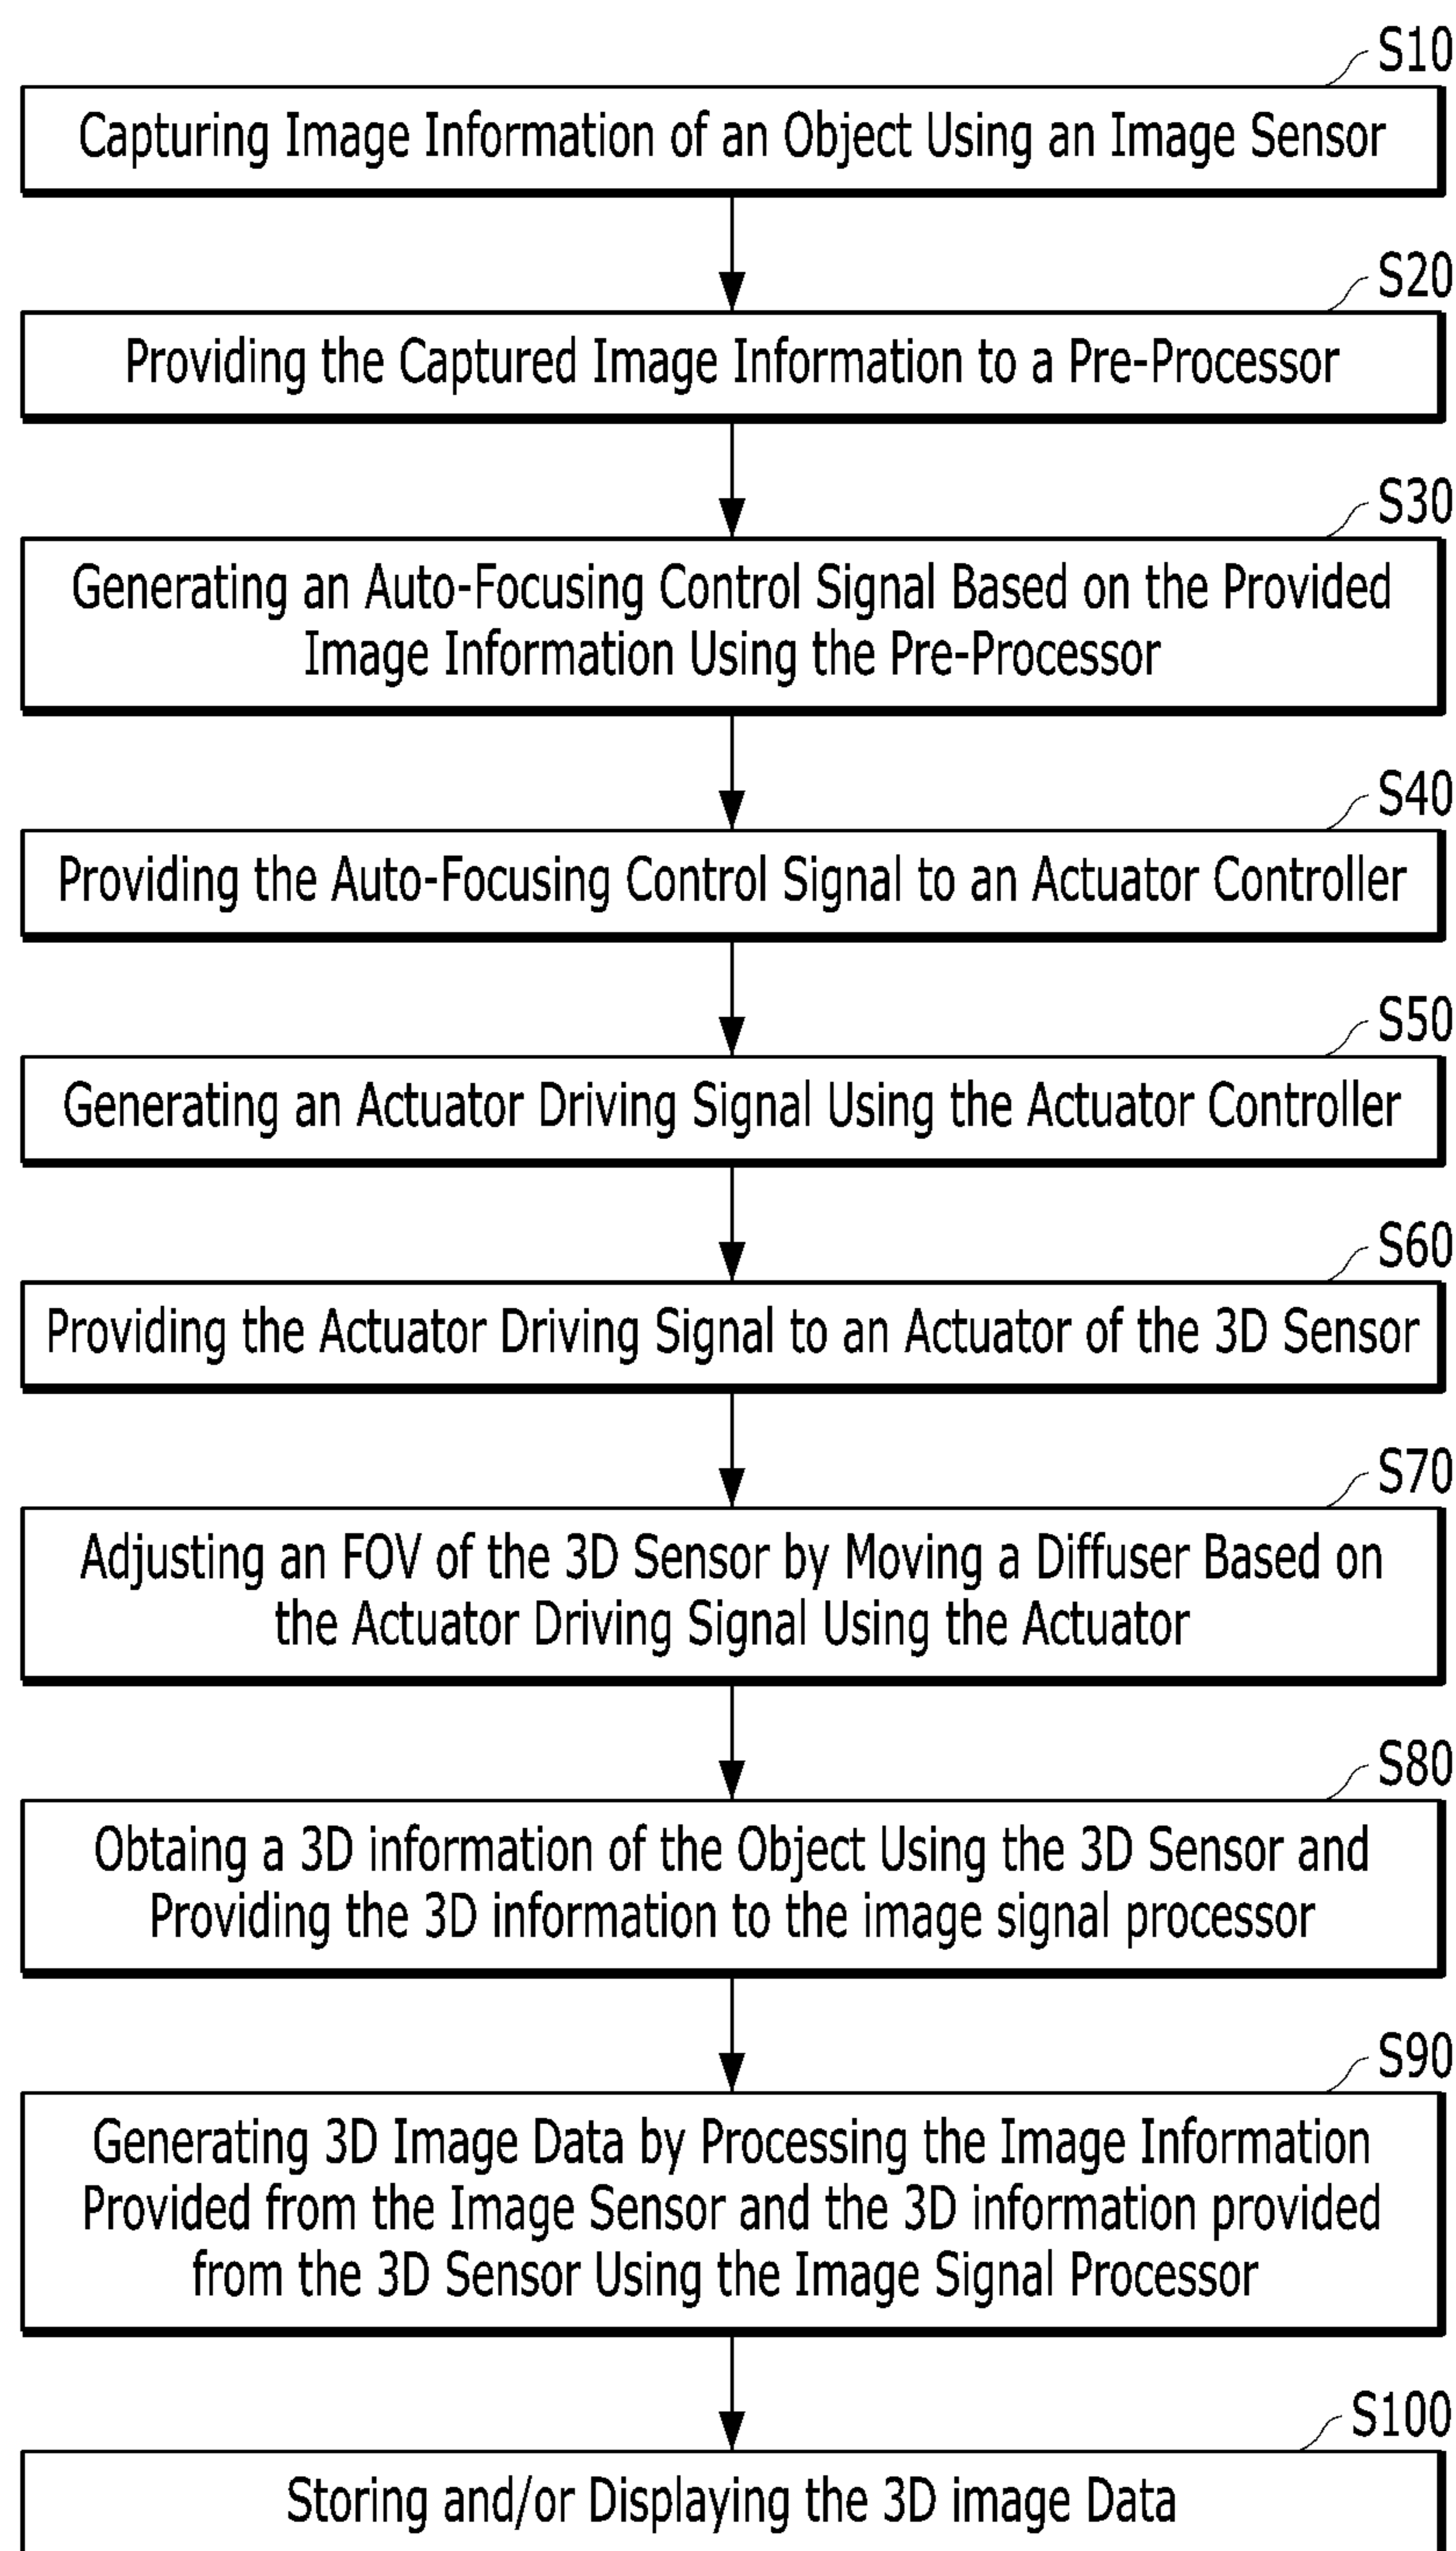 S10
Capturing Image Information of an Object Using an Image Sensor
S20
Providing the Captured Image Information to a Pre-Processor
S30
Generating an Auto-Focusing Control Signal Based on the Provided
Image Information Using the Pre-Processor
S40
Providing the Auto-Focusing Control Signal to an Actuator Controller
S50
Generating an Actuator Driving Signal Using the Actuator Controller
S60
Providing the Actuator Driving Signal to an Actuator of the 3D Sensor
S70
Adjusting an FOV of the 3D Sensor by Moving a Diffuser Based on
the Actuator Driving Signal Using the Actuator
S80
Obtaing a 3D information of the Object Using the 3D Sensor and
Providing the 3D information to the image signal processor
S90
Generating 3D Image Data by Processing the Image Information
Provided from the Image Sensor and the 3D information provided
from the 3D Sensor Using the Image Signal Processor
S100
Storing and/or Displaying the 3D image Data